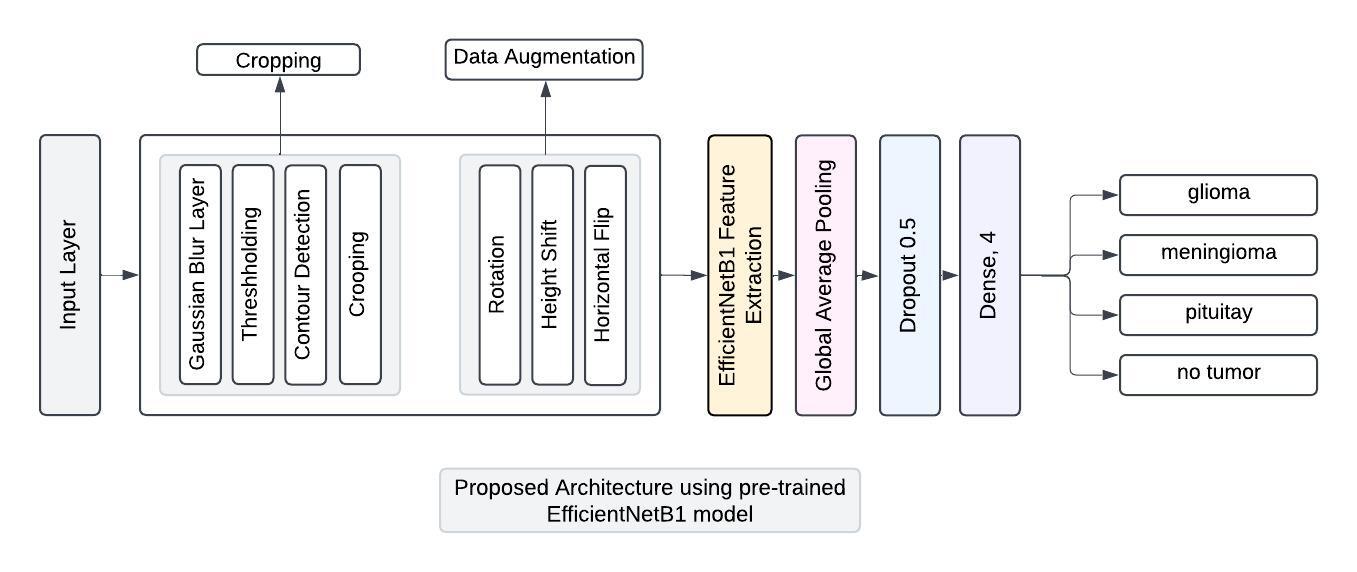 Cropping
Data Augmentation
Input Layer
Gaussian Blur Layer
Threshholding
Contour Detection
Crooping
Rotation
Height Shift
Horizontal Flip
EfficientNetB1 Feature
Extraction
Global Average Pooling
Dropout 0.5
Dense, 4
glioma
meningioma
pituitay
no tumor
Proposed Architecture using pre-trained
EfficientNetB1 model